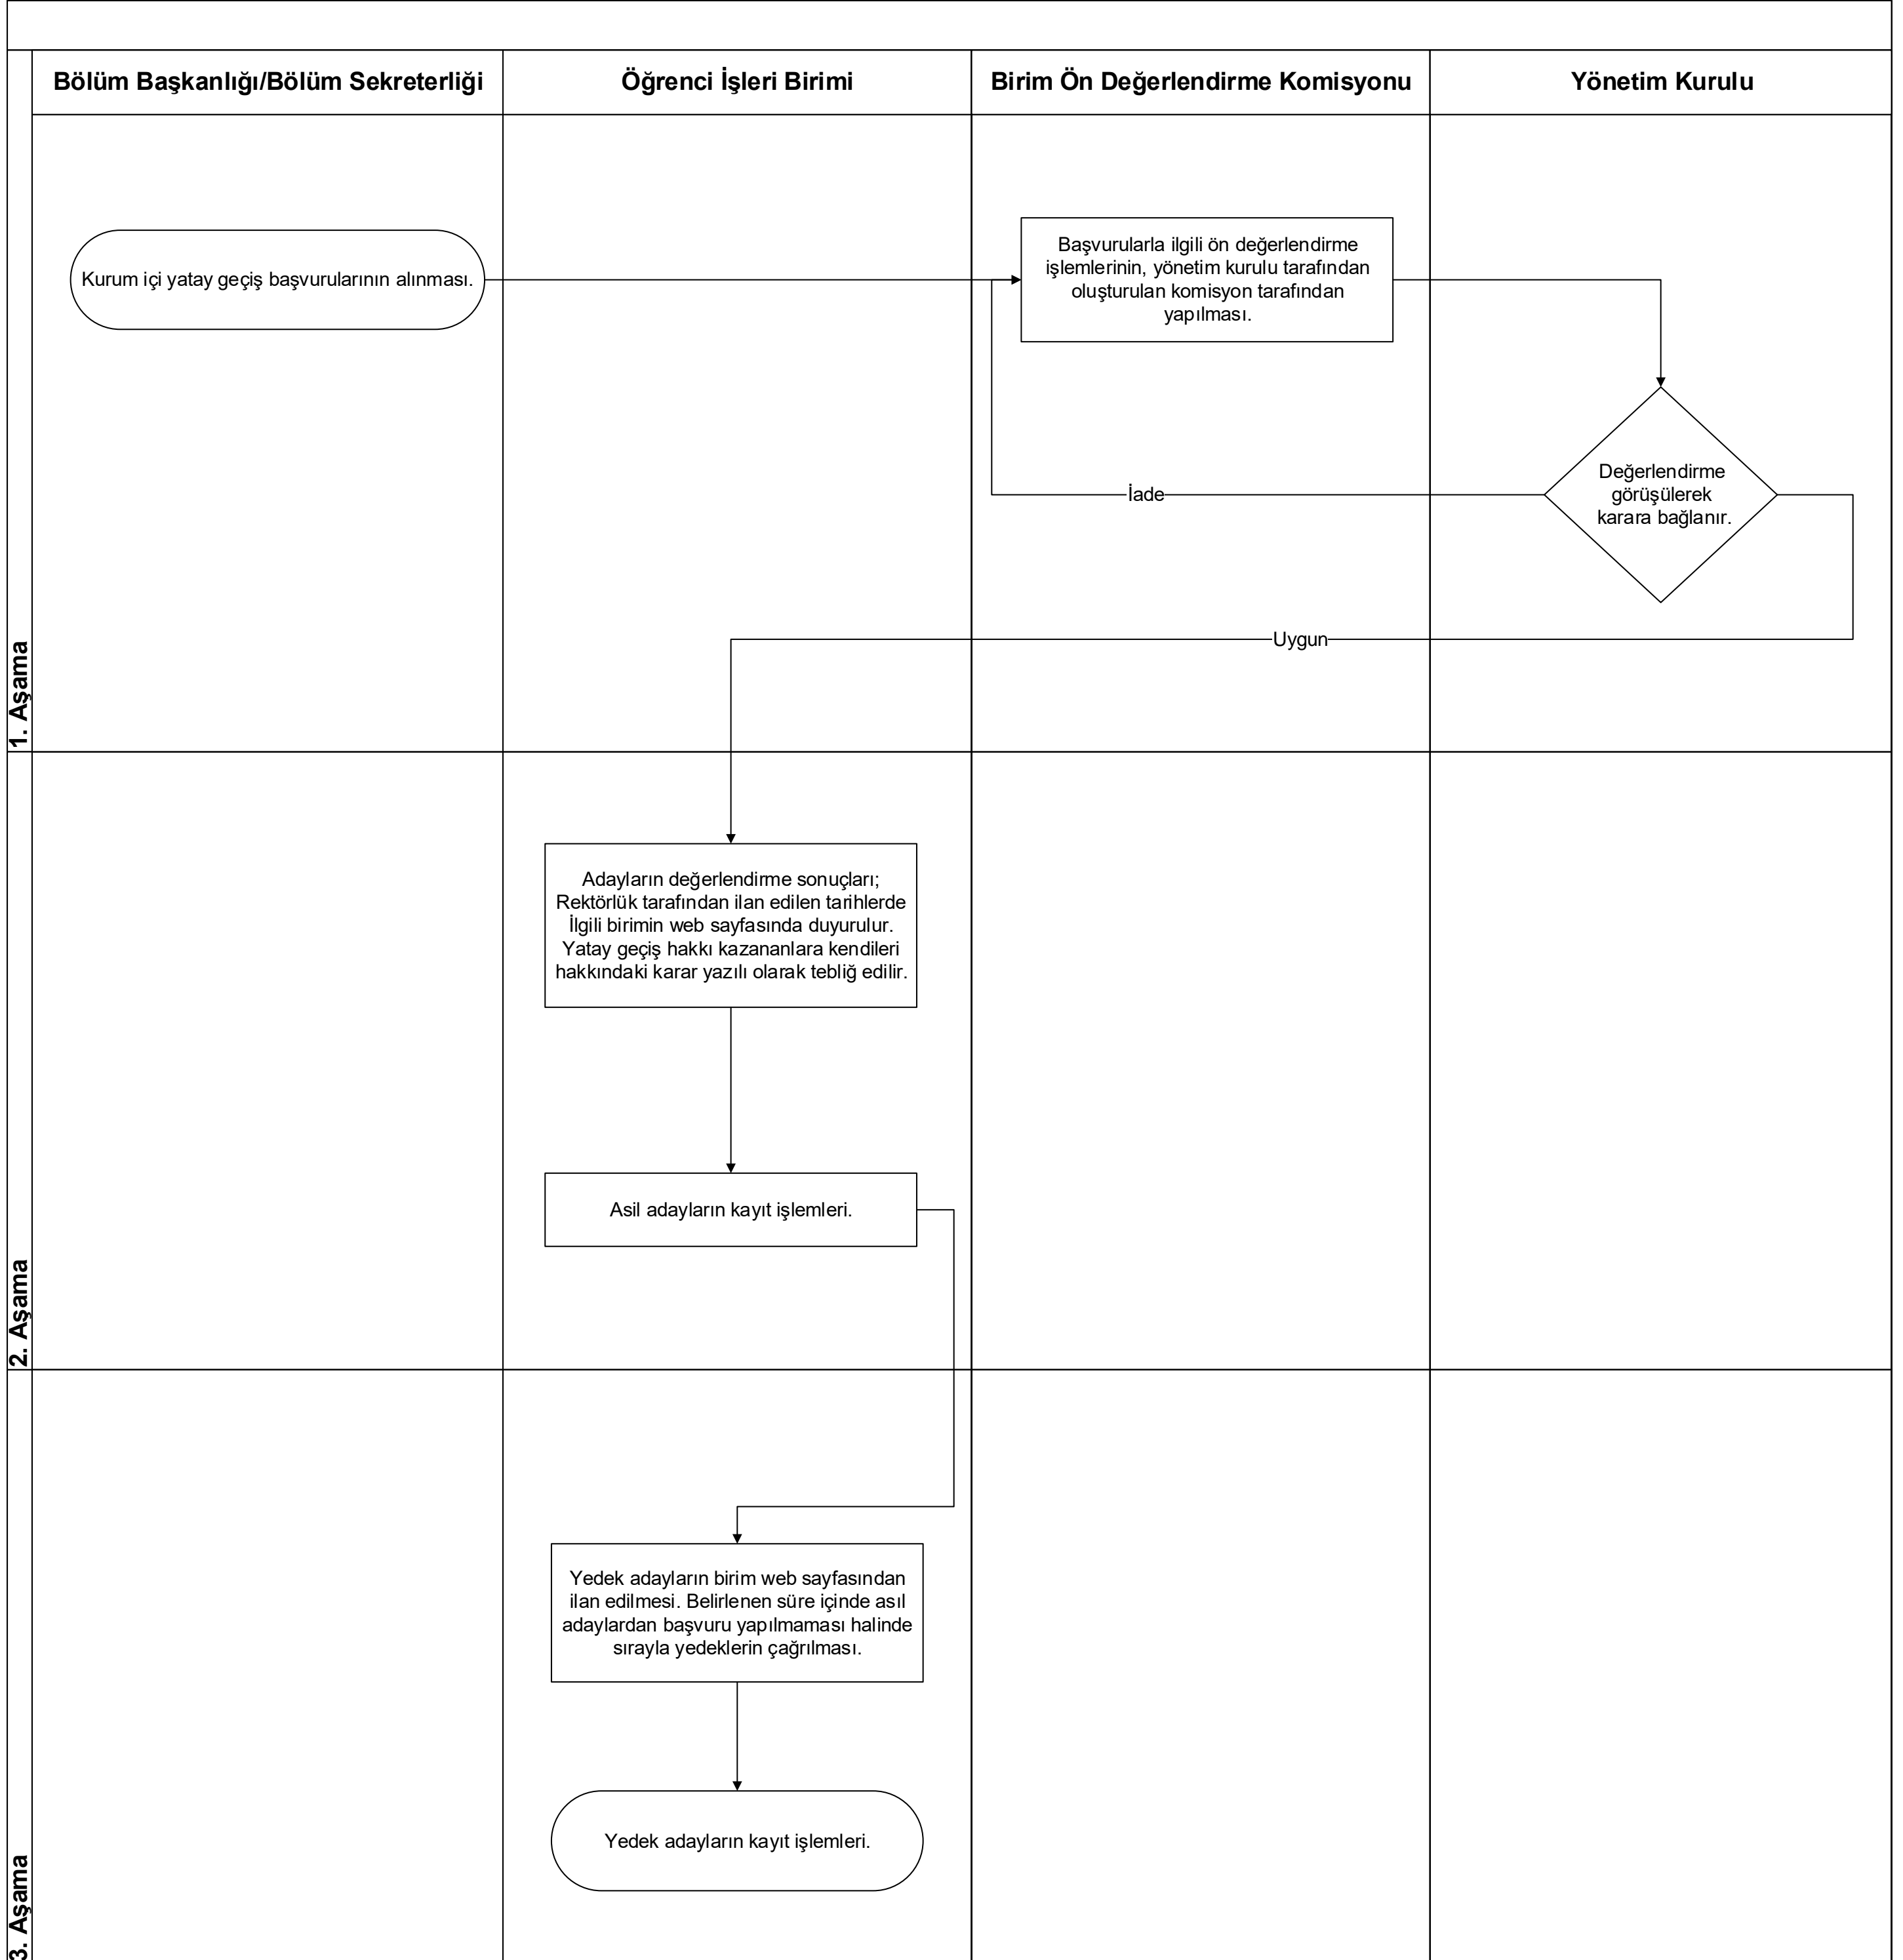 Bölüm Başkanlığı/Bölüm Sekreterliği
Öğrenci İşleri Birimi
Birim Ön Değerlendirme Komisyonu
Yönetim Kurulu
1. Aşama
Kurum içi yatay geçiş başvurularının alınması.
Başvurularla ilgili ön değerlendirme
işlemlerinin, yönetim kurulu tarafından
oluşturulan komisyon tarafından
yapılması.
Değerlendirme
görüşülerek
karara bağlanır.
İade
Uygun
2. Aşama
Adayların değerlendirme sonuçları;
Rektörlük tarafından ilan edilen tarihlerde
İlgili birimin web sayfasında duyurulur.
Yatay geçiş hakkı kazananlara kendileri
hakkındaki karar yazılı olarak tebliğ edilir.
Asil adayların kayıt işlemleri.
3. Aşama
Yedek adayların birim web sayfasından
ilan edilmesi. Belirlenen süre içinde asıl
adaylardan başvuru yapılmaması halinde
sırayla yedeklerin çağrılması.
Yedek adayların kayıt işlemleri.